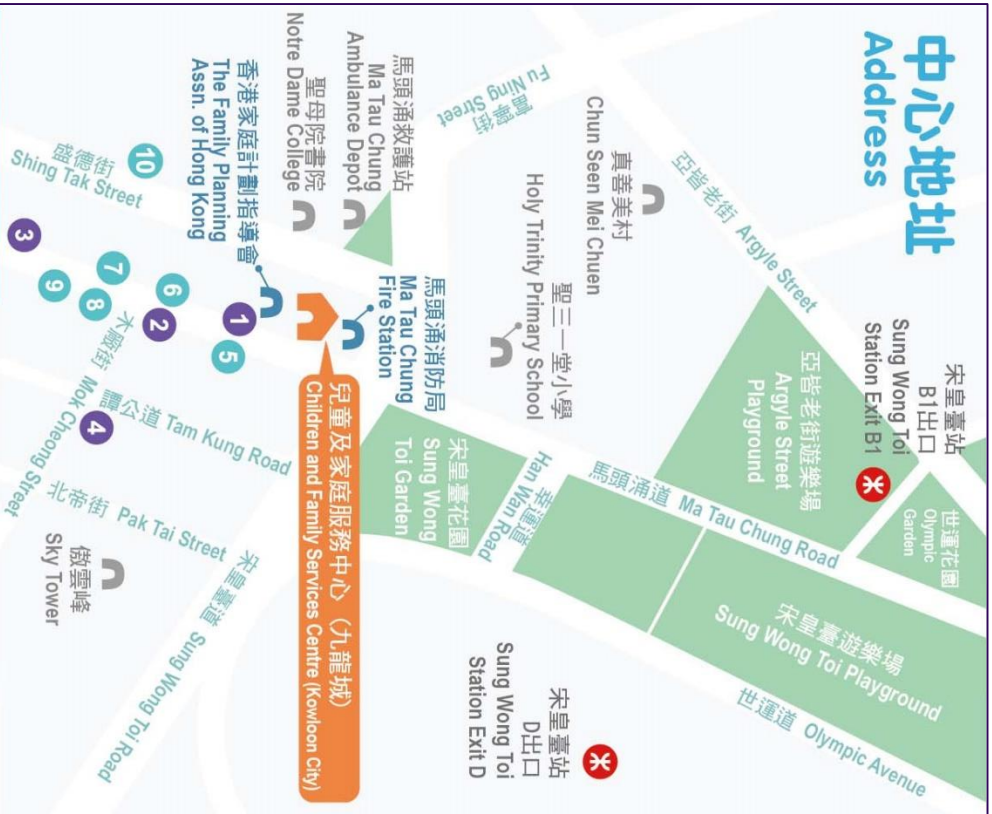 中心地址
Address
亞皆老街 Argyle Street
宋皇臺站
B1出口
Sung Wong Toi
Station Exit B1
世運花園
Olympic
Garden
富寧街
Fu Ning Street
真善美村
Chun Seen Mei Chuen
亞皆老街遊樂場
Argyle Street
Playground
馬頭涌救護站
Ma Tau Chung
Ambulance Depot
聖母院書院
Notre Dame College
香港家庭計劃指導會
The Family Planning
Assn. of Hong Kong
聖三一堂小學
Holy Trinity Primary School
馬頭涌道 Ma Tau Chung Road
宋皇臺遊樂場
Sung Wong Toi Playground
馬頭涌消防局
Ma Tau Chung
Fire Station
宋皇臺花園
Sung Wong
Toi Garden
幸運道
Han Wan Road
世運道 Olympic Avenue
盛德街
Shing Tak Street
10
3
7
9
6
8
2
1
5
4
兒童及家庭服務中心（九龍城）
Children and Family Services Centre (Kowloon City)
宋皇臺站
D出口
Sung Wong Toi
Station Exit D
木廠街 Mok Cheong Street
譚公道 Tam Kung Road
北帝街 Pak Tai Street
宋皇臺道 Sung Wong Toi Road
傲雲峰
Sky Tower